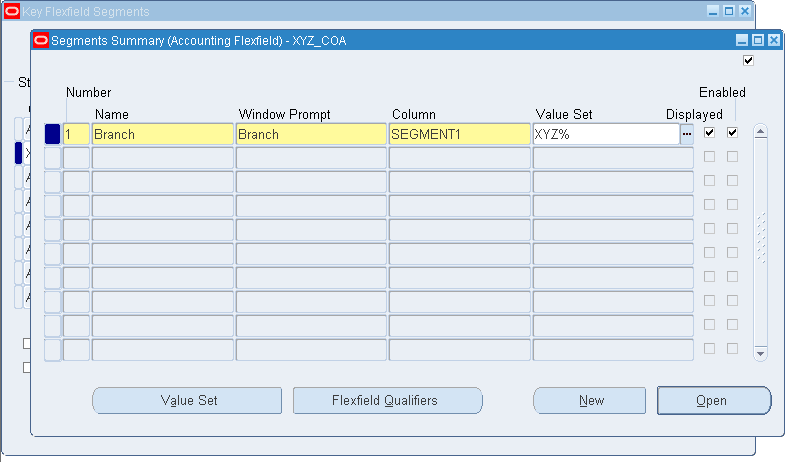 Key Flexfield Segments
Segments Summary (Accounting Flexfield) - XYZ_COA
St
Number
Enabled
Name Window Prompt Column Value Set Displayed
1 Branch Branch SEGMENT1 XYZ% ...
Value Set Flexfield Qualifiers New Open